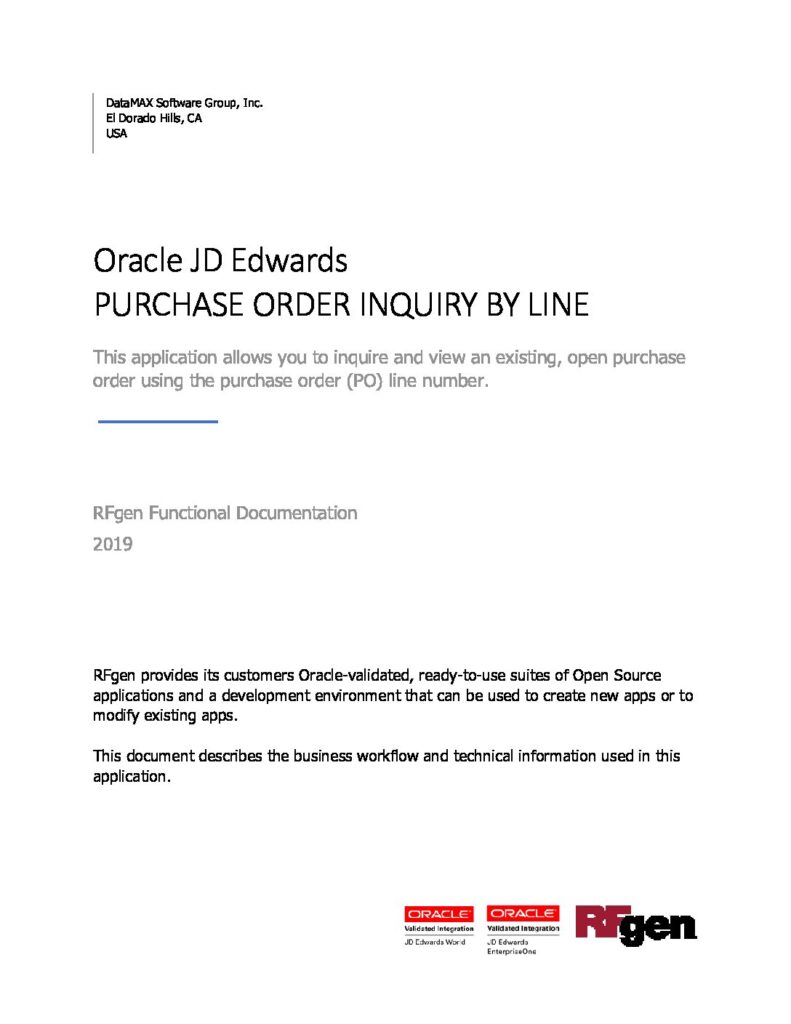 DataMAX Software Group, Inc.
El Dorado Hills, CA
USA
Oracle JD Edwards
PURCHASE ORDER INQUIRY BY LINE
This application allows you to inquire and view an existing, open purchase
order using the purchase order (PO) line number.
RFgen Functional Documentation
2019
RFgen provides its customers Oracle-validated, ready-to-use suites of Open Source
applications and a development environment that can be used to create new apps or to
modify existing apps.
This document describes the business workflow and technical information used in this
application.
ORACLE
Validated Integration
JD Edwards World
ORACLE
Validated Integration
JD Edwards
EnterpriseOne
RFgen